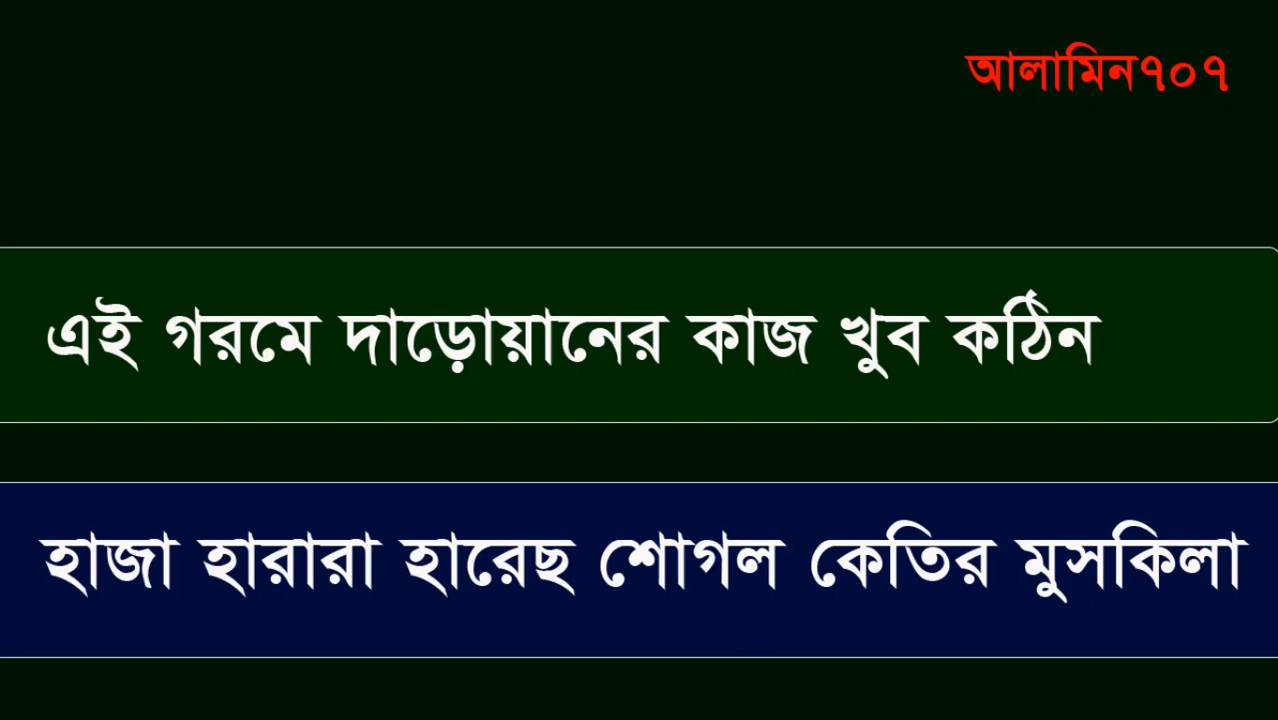 আলামিন৭০৭
এই গরমে দাড়োয়ানের কাজ খুব কঠিন
হাজা হারারা হারেছ শোগল কেতির মুসকিলা